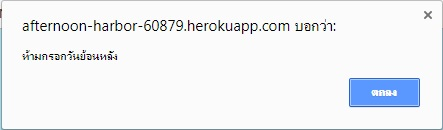 afternoon-harbor-60879.herokuapp.com บอกว่า:
ห้ามกรอกวันย้อนหลัง
ตกลง